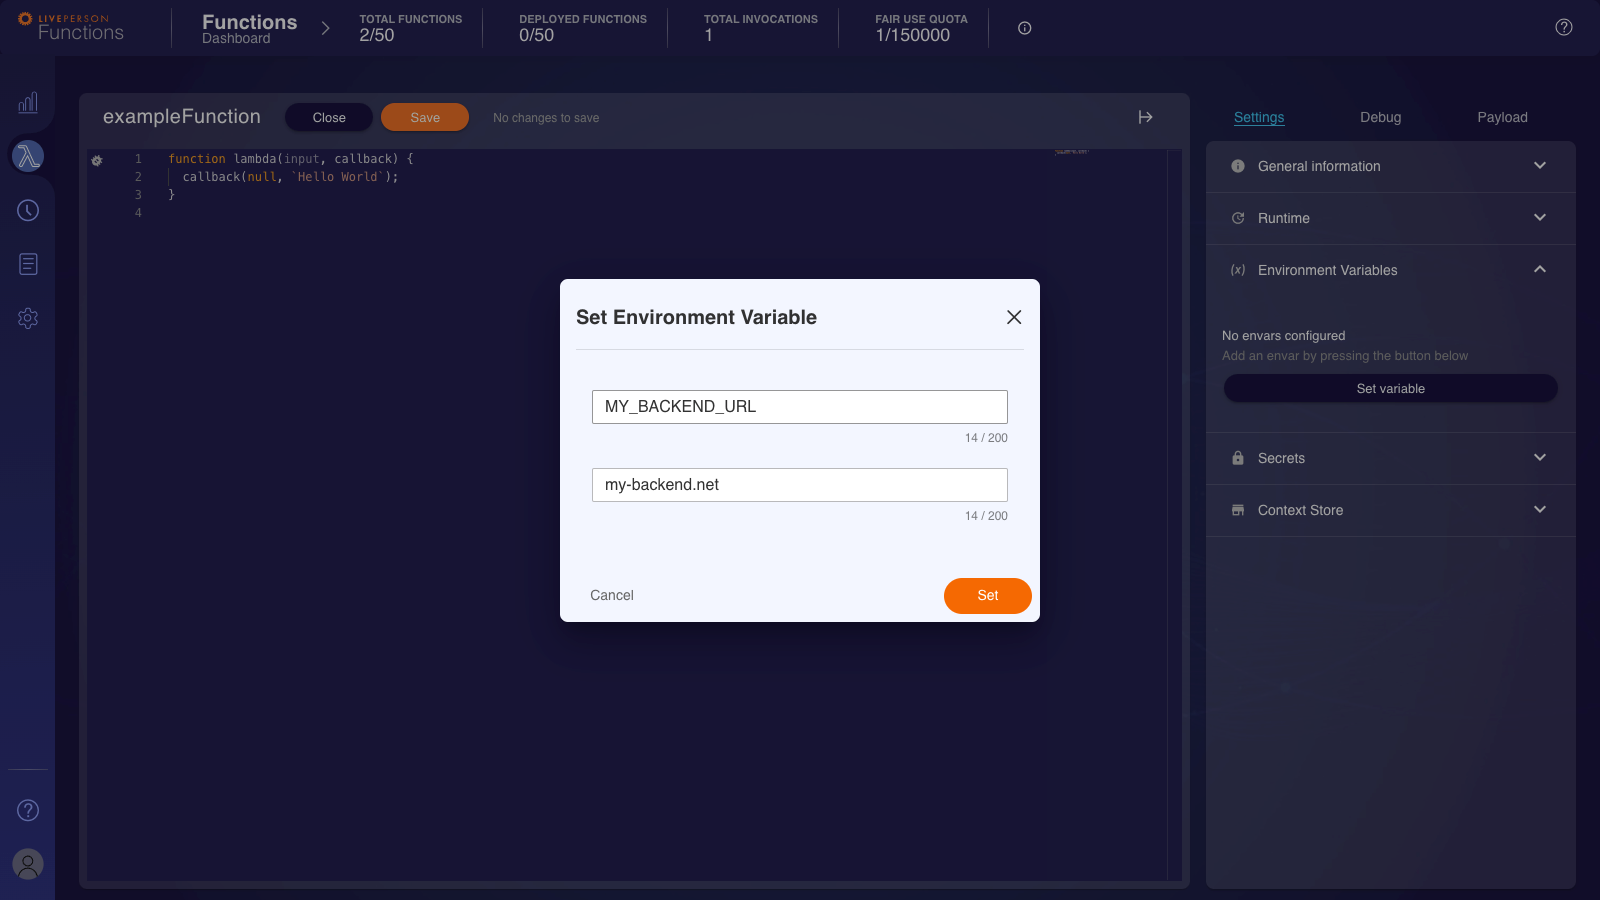 LIVEPERSON
Functions
Functions
Dashboard
TOTAL FUNCTIONS
2/50
DEPLOYED FUNCTIONS
0/50
TOTAL INVOCATIONS
1
FAIR USE QUOTA
1/150000
exampleFunction
Close
Save
No changes to save
Settings
Debug
Payload
1 function lambda(input, callback) {
2 callback(null, `Hello World`);
3 }
4
General information
Runtime
(x) Environment Variables
No envars configured
Add an envar by pressing the button below
Set variable
Secrets
Context Store
Set Environment Variable
MY_BACKEND_URL
14 / 200
my-backend.net
14 / 200
Cancel
Set